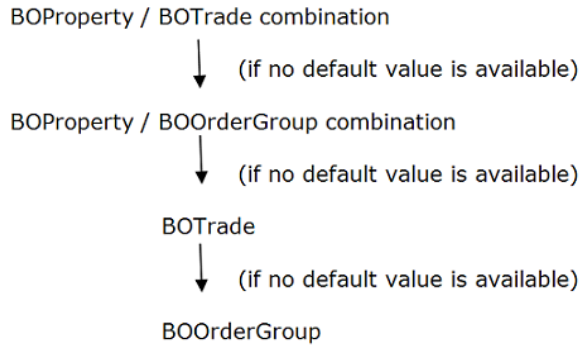 BOProperty / BOTrade combination
(if no default value is available)
BOProperty / BOOrderGroup combination
(if no default value is available)
BOTrade
(if no default value is available)
BOOrderGroup